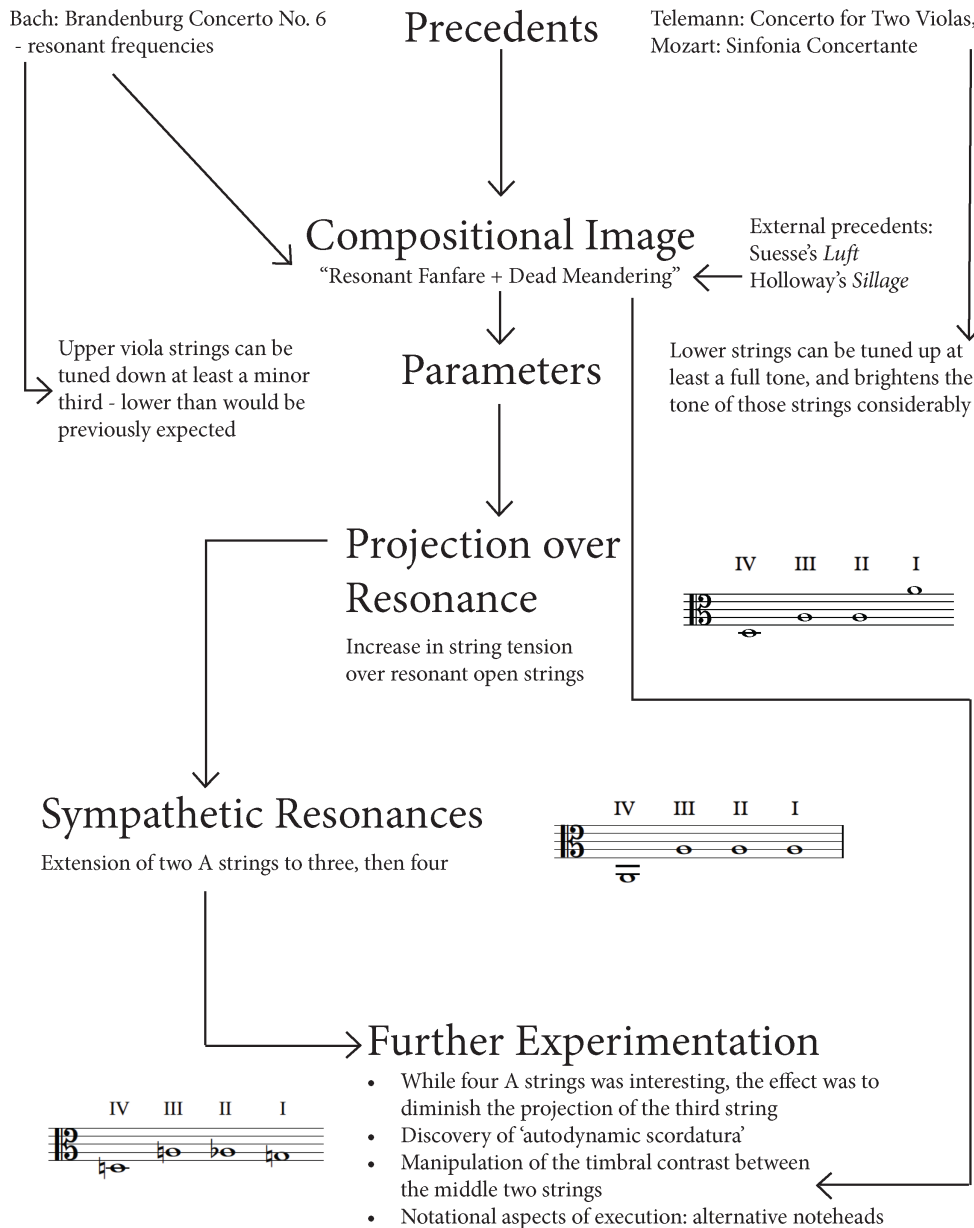 Bach: Brandenburg Concerto No. 6
- resonant frequencies
Precedents
Telemann: Concerto for Two Violas,
Mozart: Sinfonia Concertante
Compositional Image
“Resonant Fanfare + Dead Meandering”
External precedents:
Suesse’s Luft
Holloway’s Sillage
Upper viola strings can be
tuned down at least a minor
third - lower than would be
previously expected
Parameters
Lower strings can be tuned up at
least a full tone, and brightens the
tone of those strings considerably
Projection over
Resonance
Increase in string tension
over resonant open strings
IV III II I
Sympathetic Resonances
Extension of two A strings to three, then four
IV III II I
Further Experimentation
• While four A strings was interesting, the effect was to
diminish the projection of the third string
• Discovery of ‘autodynamic scordatura’
• Manipulation of the timbral contrast between
the middle two strings
• Notational aspects of execution: alternative noteheads
IV III II I